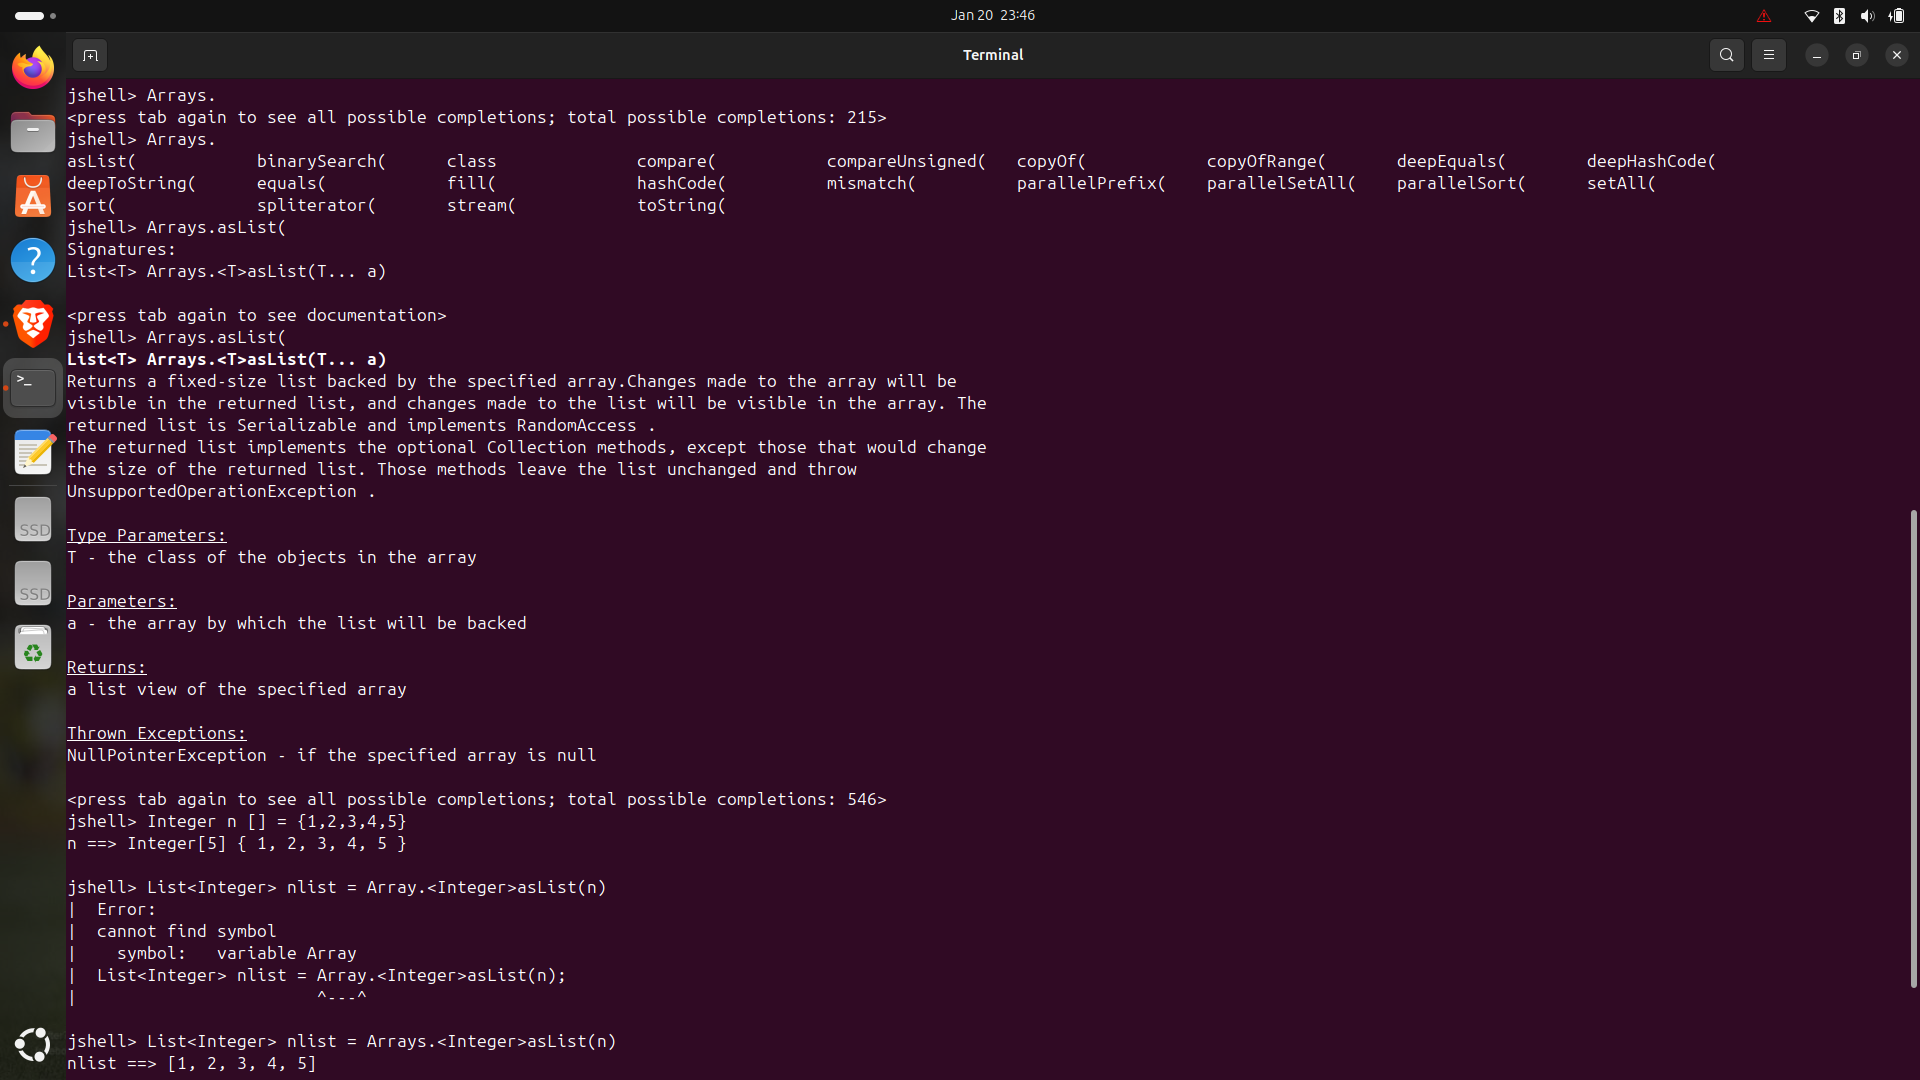 Jan 20  23:46
Terminal
jshell> Arrays.
<press tab again to see all possible completions; total possible completions: 215>
jshell> Arrays.
asList(            binarySearch(      class              compare(           compareUnsigned(   copyOf(            copyOfRange(       deepEquals(        deepHashCode(
deepToString(      equals(            fill(              hashCode(          mismatch(          parallelPrefix(    parallelSetAll(    parallelSort(      setAll(
sort(              spliterator(       stream(            toString(
jshell> Arrays.asList(
Signatures:
List<T> Arrays.<T>asList(T... a)

<press tab again to see documentation>
jshell> Arrays.asList(
List<T> Arrays.<T>asList(T... a)
Returns a fixed-size list backed by the specified array.Changes made to the array will be
visible in the returned list, and changes made to the list will be visible in the array. The
returned list is Serializable and implements RandomAccess .
The returned list implements the optional Collection methods, except those that would change
the size of the returned list. Those methods leave the list unchanged and throw
UnsupportedOperationException .

Type Parameters:
T - the class of the objects in the array

Parameters:
a - the array by which the list will be backed

Returns:
a list view of the specified array

Thrown Exceptions:
NullPointerException - if the specified array is null

<press tab again to see all possible completions; total possible completions: 546>
jshell> Integer n [] = {1,2,3,4,5}
n ==> Integer[5] { 1, 2, 3, 4, 5 }

jshell> List<Integer> nlist = Array.<Integer>asList(n)
|  Error:
|  cannot find symbol
|    symbol:   variable Array
|  List<Integer> nlist = Array.<Integer>asList(n);
|                        ^---^

jshell> List<Integer> nlist = Arrays.<Integer>asList(n)
nlist ==> [1, 2, 3, 4, 5]
SSD
SSD